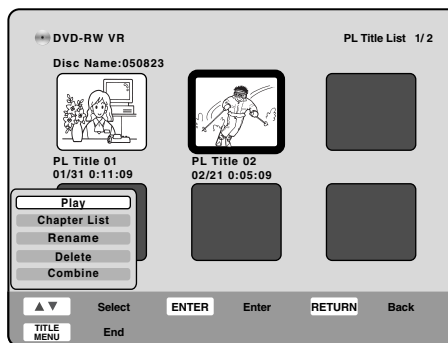 DVD-RW VR PL Title List 1/2
Disc Name:050823
PL Title 01 PL Title 02
01/31 0:11:09 02/21 0:05:09
Play
Chapter List
Rename
Delete
Combine
▲▼ Select ENTER Enter RETURN Back
TITLE MENU End